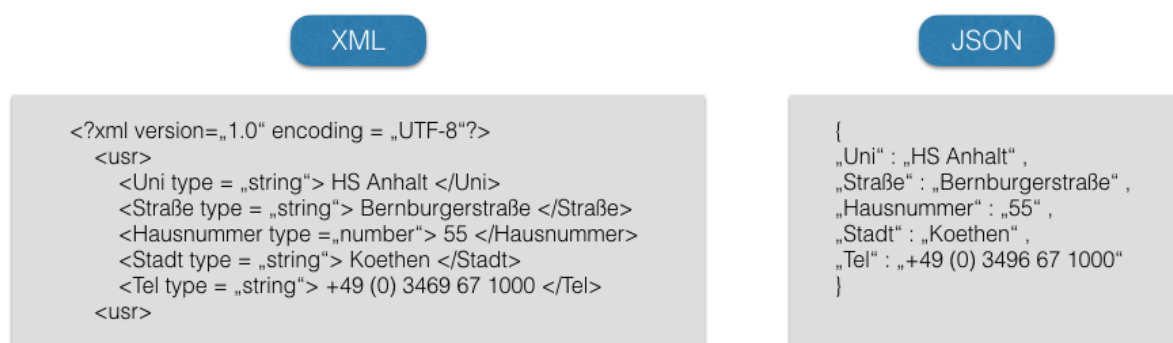 XML
<?xml version=„1.0“ encoding = „UTF-8“?>
<usr>
<Uni type = „string“> HS Anhalt </Uni>
<Straße type = „string“> Bernburgerstraße </Straße>
<Hausnummer type =„number“> 55 </Hausnummer>
<Stadt type = „string“> Koethen </Stadt>
<Tel type = „string“> +49 (0) 3469 67 1000 </Tel>
<usr>
JSON
{
„Uni“ : „HS Anhalt“ ,
„Straße“ : „Bernburgerstraße“ ,
„Hausnummer“ : „55“ ,
„Stadt“ : „Koethen“ ,
„Tel“ : „+49 (0) 3496 67 1000“
}